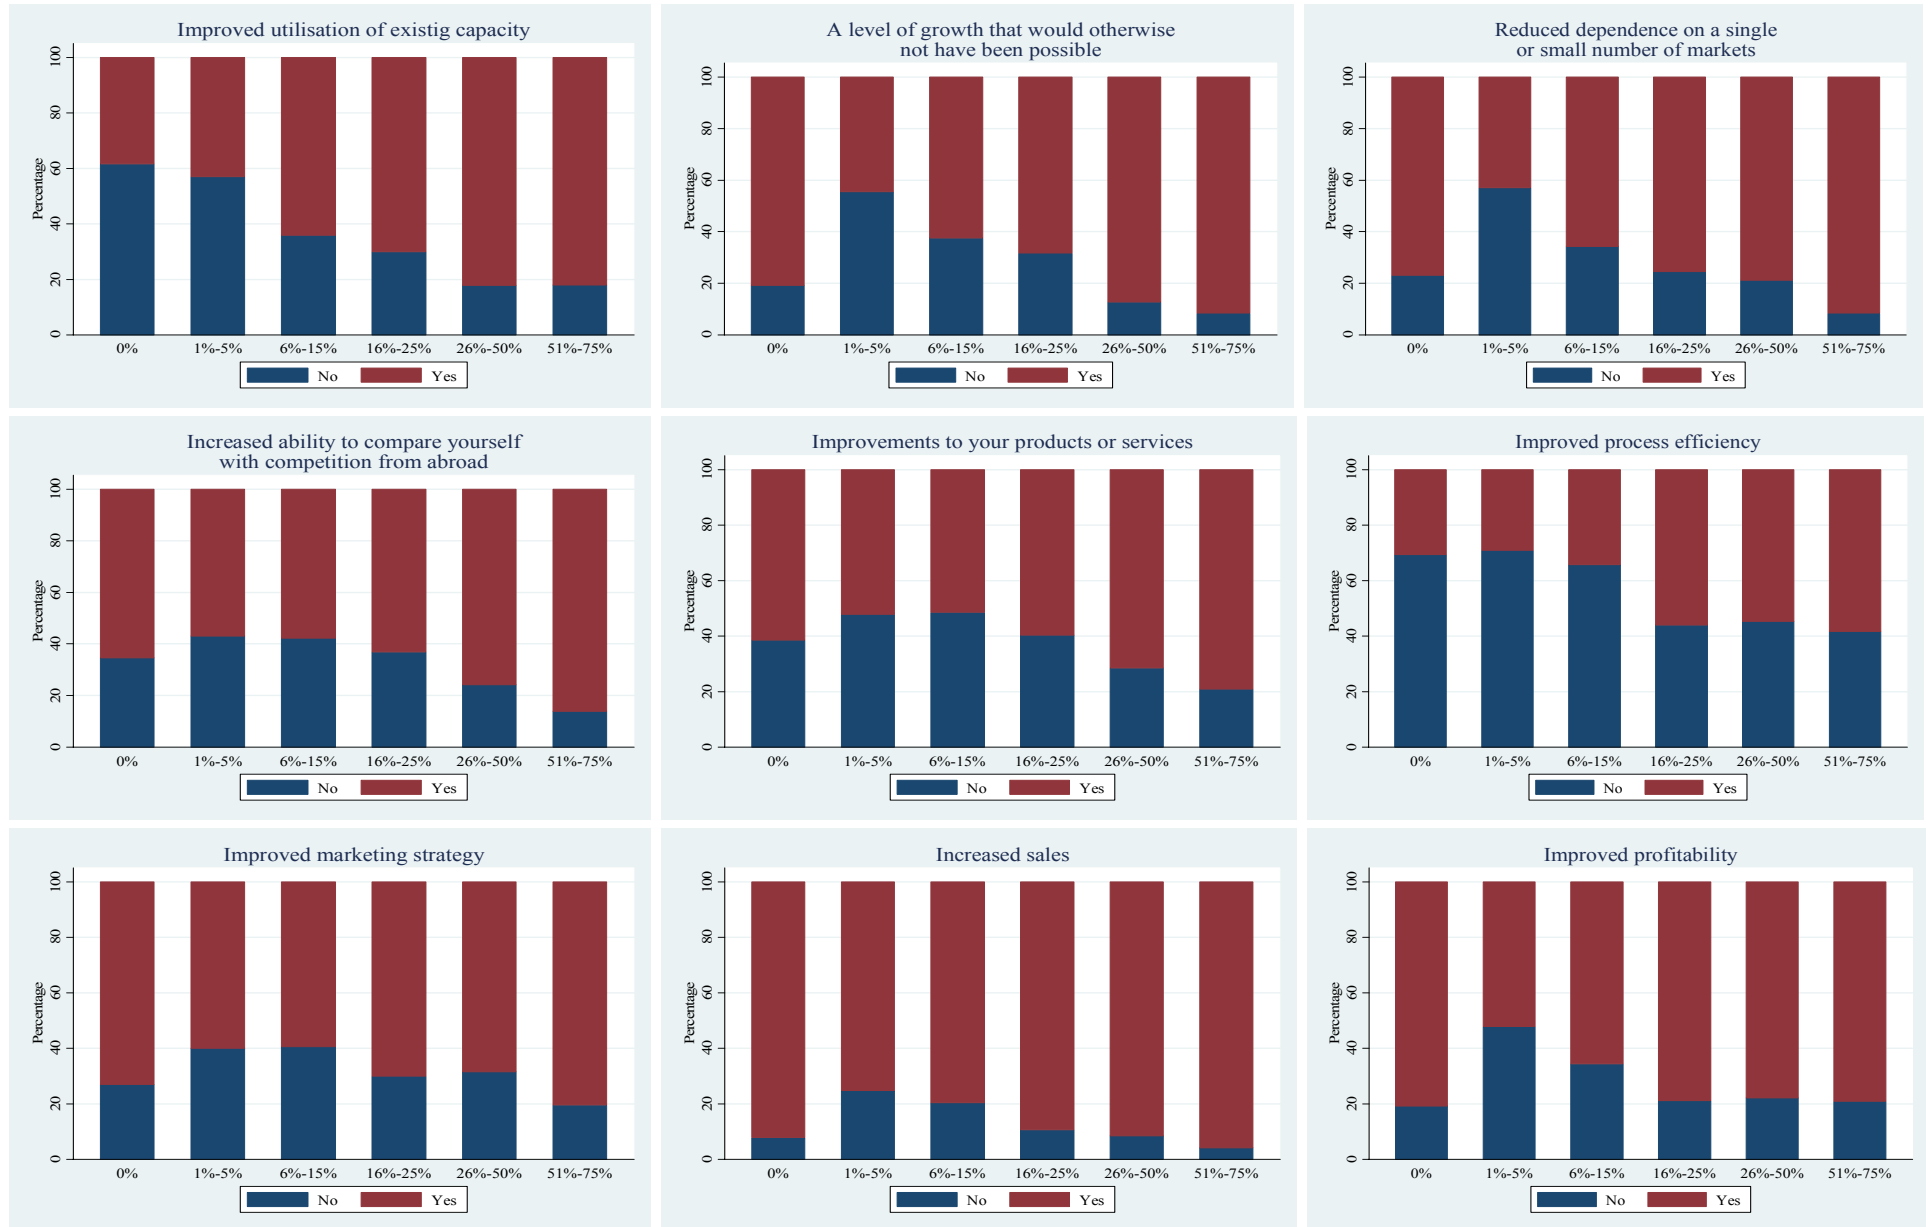 Improved utilisation of existig capacity
Percentage
100
80
60
40
20
0
0% 1%-5% 6%-15% 16%-25% 26%-50% 51%-75%
No Yes
A level of growth that would otherwise
not have been possible
Percentage
100
80
60
40
20
0
0% 1%-5% 6%-15% 16%-25% 26%-50% 51%-75%
No Yes
Reduced dependence on a single
or small number of markets
Percentage
100
80
60
40
20
0
0% 1%-5% 6%-15% 16%-25% 26%-50% 51%-75%
No Yes
Increased ability to compare yourself
with competition from abroad
Percentage
100
80
60
40
20
0
0% 1%-5% 6%-15% 16%-25% 26%-50% 51%-75%
No Yes
Improvements to your products or services
Percentage
100
80
60
40
20
0
0% 1%-5% 6%-15% 16%-25% 26%-50% 51%-75%
No Yes
Improved process efficiency
Percentage
100
80
60
40
20
0
0% 1%-5% 6%-15% 16%-25% 26%-50% 51%-75%
No Yes
Improved marketing strategy
Percentage
100
80
60
40
20
0
0% 1%-5% 6%-15% 16%-25% 26%-50% 51%-75%
No Yes
Increased sales
Percentage
100
80
60
40
20
0
0% 1%-5% 6%-15% 16%-25% 26%-50% 51%-75%
No Yes
Improved profitability
Percentage
100
80
60
40
20
0
0% 1%-5% 6%-15% 16%-25% 26%-50% 51%-75%
No Yes